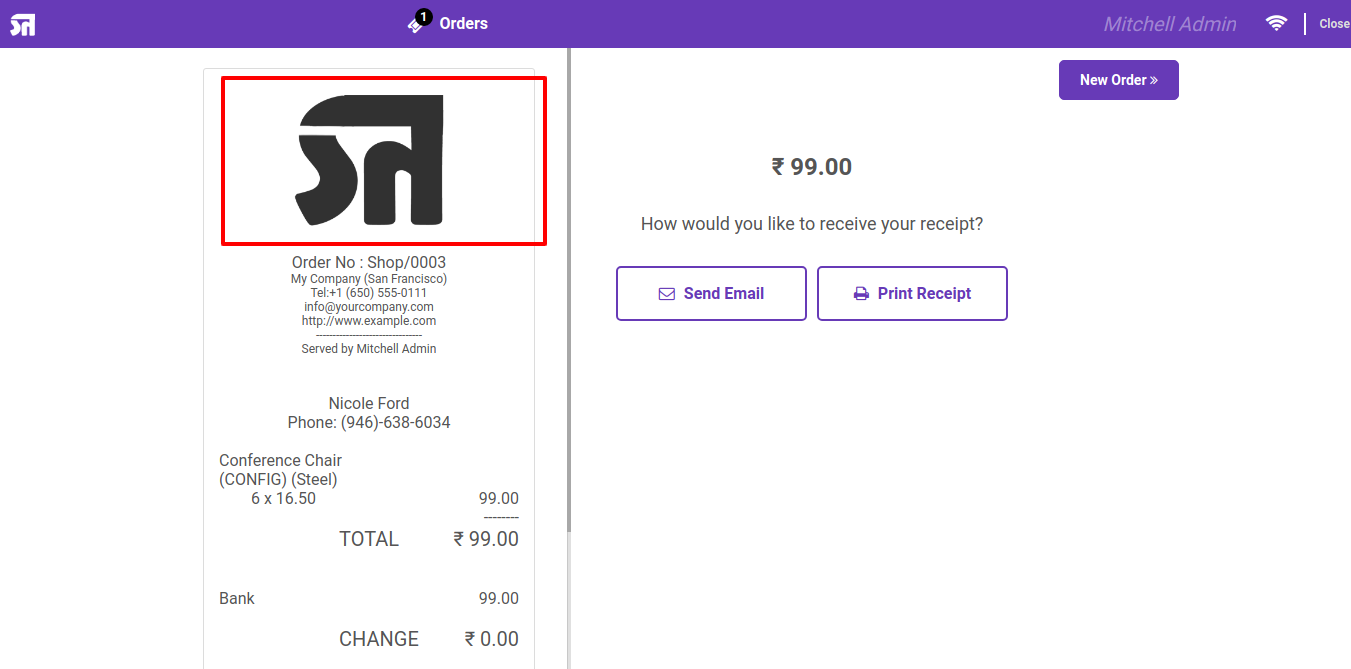 1
Orders
Mitchell Admin
Close
New Order »
Order No : Shop/0003
My Company (San Francisco)
Tel:+1 (650) 555-0111
info@yourcompany.com
http://www.example.com
--------------------------------
Served by Mitchell Admin
Nicole Ford
Phone: (946)-638-6034
Conference Chair
(CONFIG) (Steel)
6 x 16.50 99.00
--------
TOTAL ₹ 99.00
Bank 99.00
CHANGE ₹ 0.00
₹ 99.00
How would you like to receive your receipt?
Send Email
Print Receipt